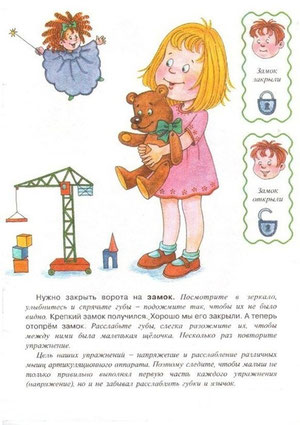 Замок
закрыли
Замок
открыли
Нужно закрыть ворота на замок. Посмотрите в зеркало,
улыбнитесь и спрячьте губы – подожмите так, чтобы их не было
видно. Крепкий замок получился. Хорошо мы его закрыли. А теперь
отопрём замок. Расслабьте губы, слегка разожмите их, чтобы
между ними была маленькая щёлочка. Несколько раз повторите
упражнение.
Цель наших упражнений – напряжение и расслабление различных
мышц артикуляционного аппарата. Поэтому следите, чтобы малыш не
только правильно выполнял первую часть каждого упражнения
(напряжение), но и не забывал расслаблять губки и язычок.